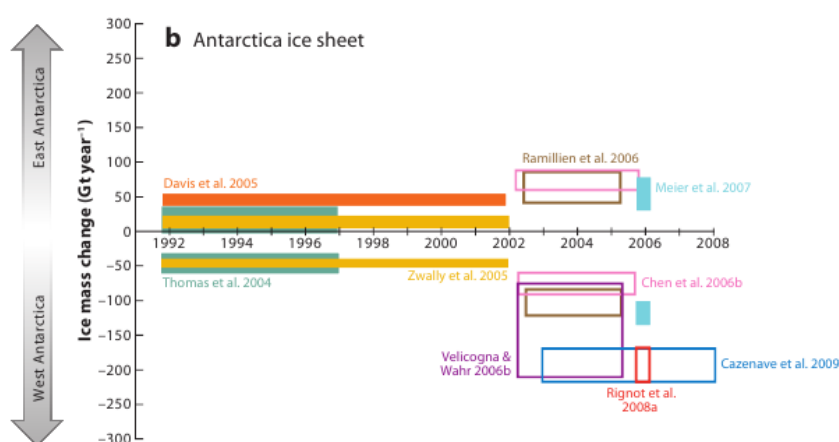 b Antarctica ice sheet
East Antarctica
West Antarctica
Ice mass change (Gt year⁻¹)
300
250
200
150
100
50
0
–50
–100
–150
–200
–250
–300
1992
1994
1996
1998
2000
2002
2004
2006
2008
Davis et al. 2005
Ramillien et al. 2006
Meier et al. 2007
Thomas et al. 2004
Zwally et al. 2005
Chen et al. 2006b
Velicogna &
Wahr 2006b
Cazenave et al. 2009
Rignot et al.
2008a